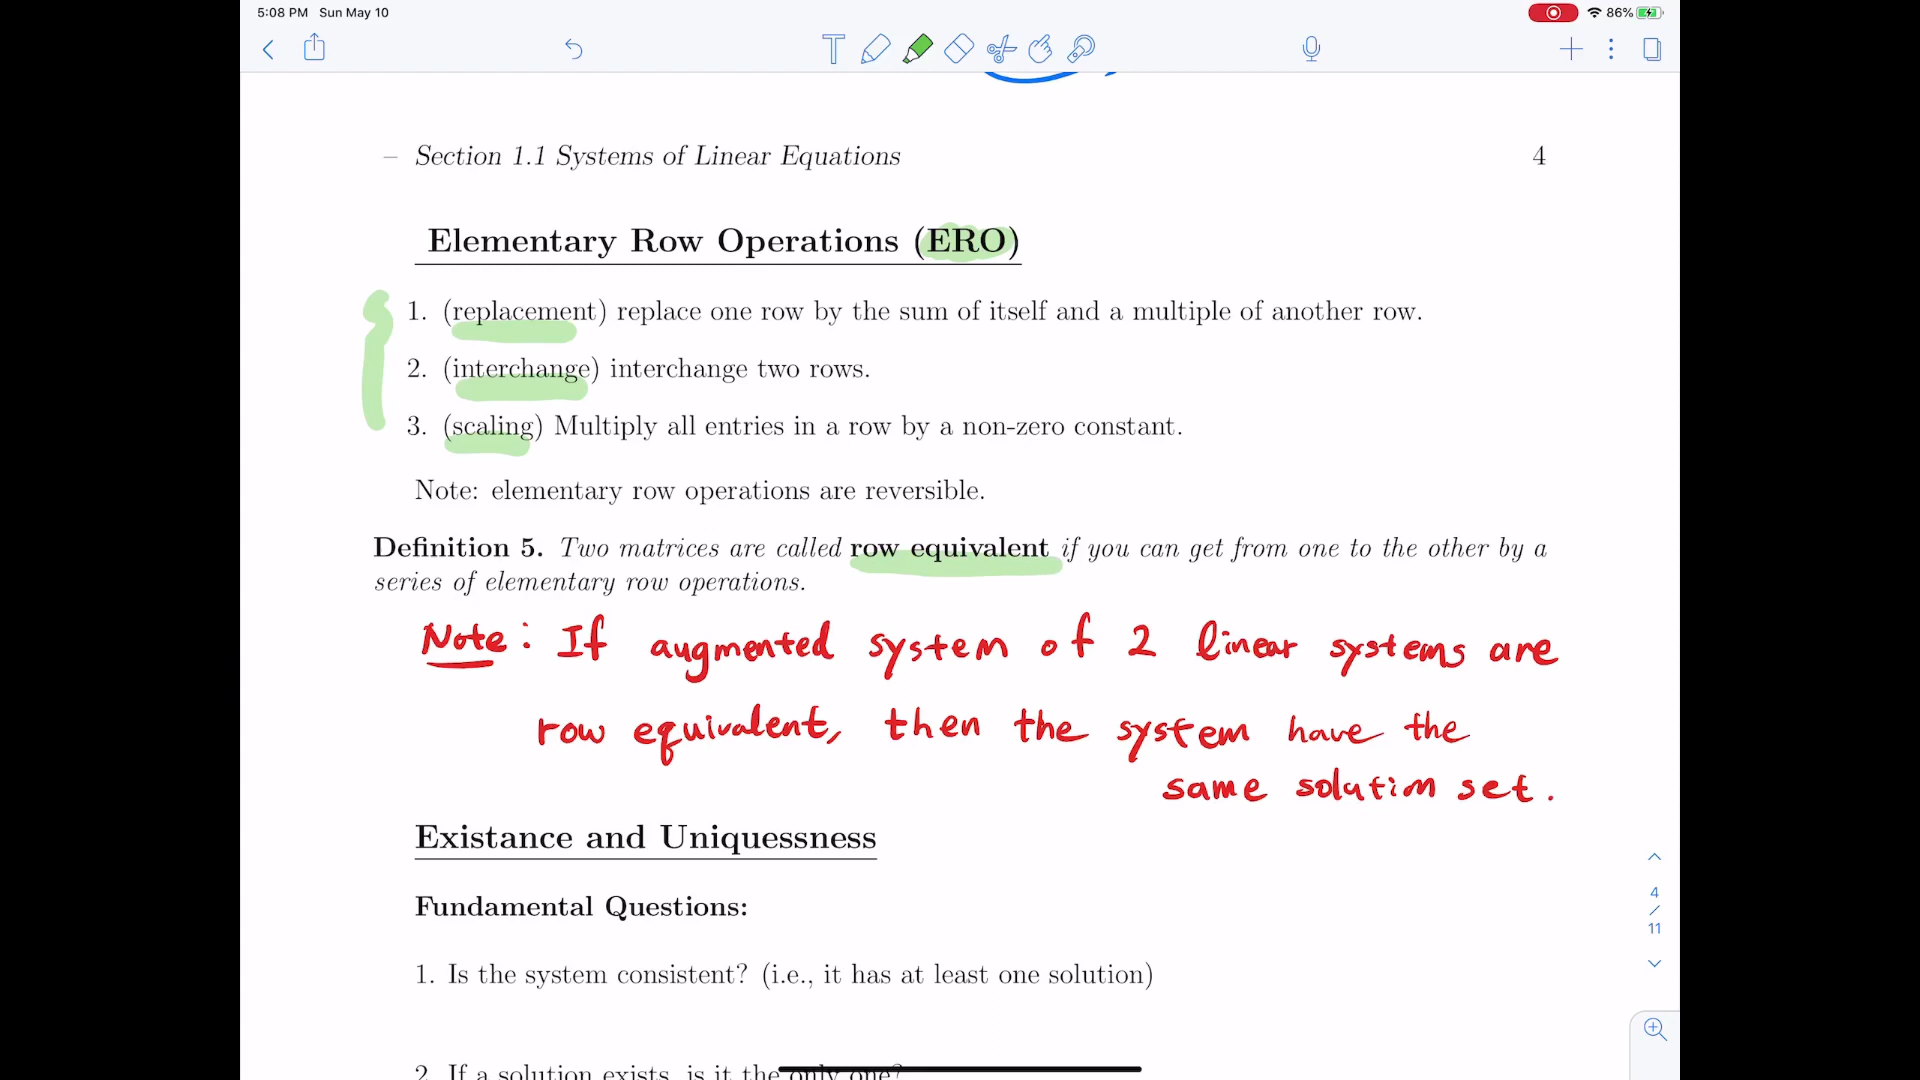 5:08 PM Sun May 10
86%
– Section 1.1 Systems of Linear Equations 4
Elementary Row Operations (ERO)
1. (replacement) replace one row by the sum of itself and a multiple of another row.
2. (interchange) interchange two rows.
3. (scaling) Multiply all entries in a row by a non-zero constant.
Note: elementary row operations are reversible.
Definition 5. Two matrices are called row equivalent if you can get from one to the other by a
series of elementary row operations.
Note: If augmented system of 2 linear systems are
row equivalent, then the system have the
same solution set.
Existance and Uniquessness
Fundamental Questions:
4
/
11
1. Is the system consistent? (i.e., it has at least one solution)
2. If a solution exists, is it the only one?